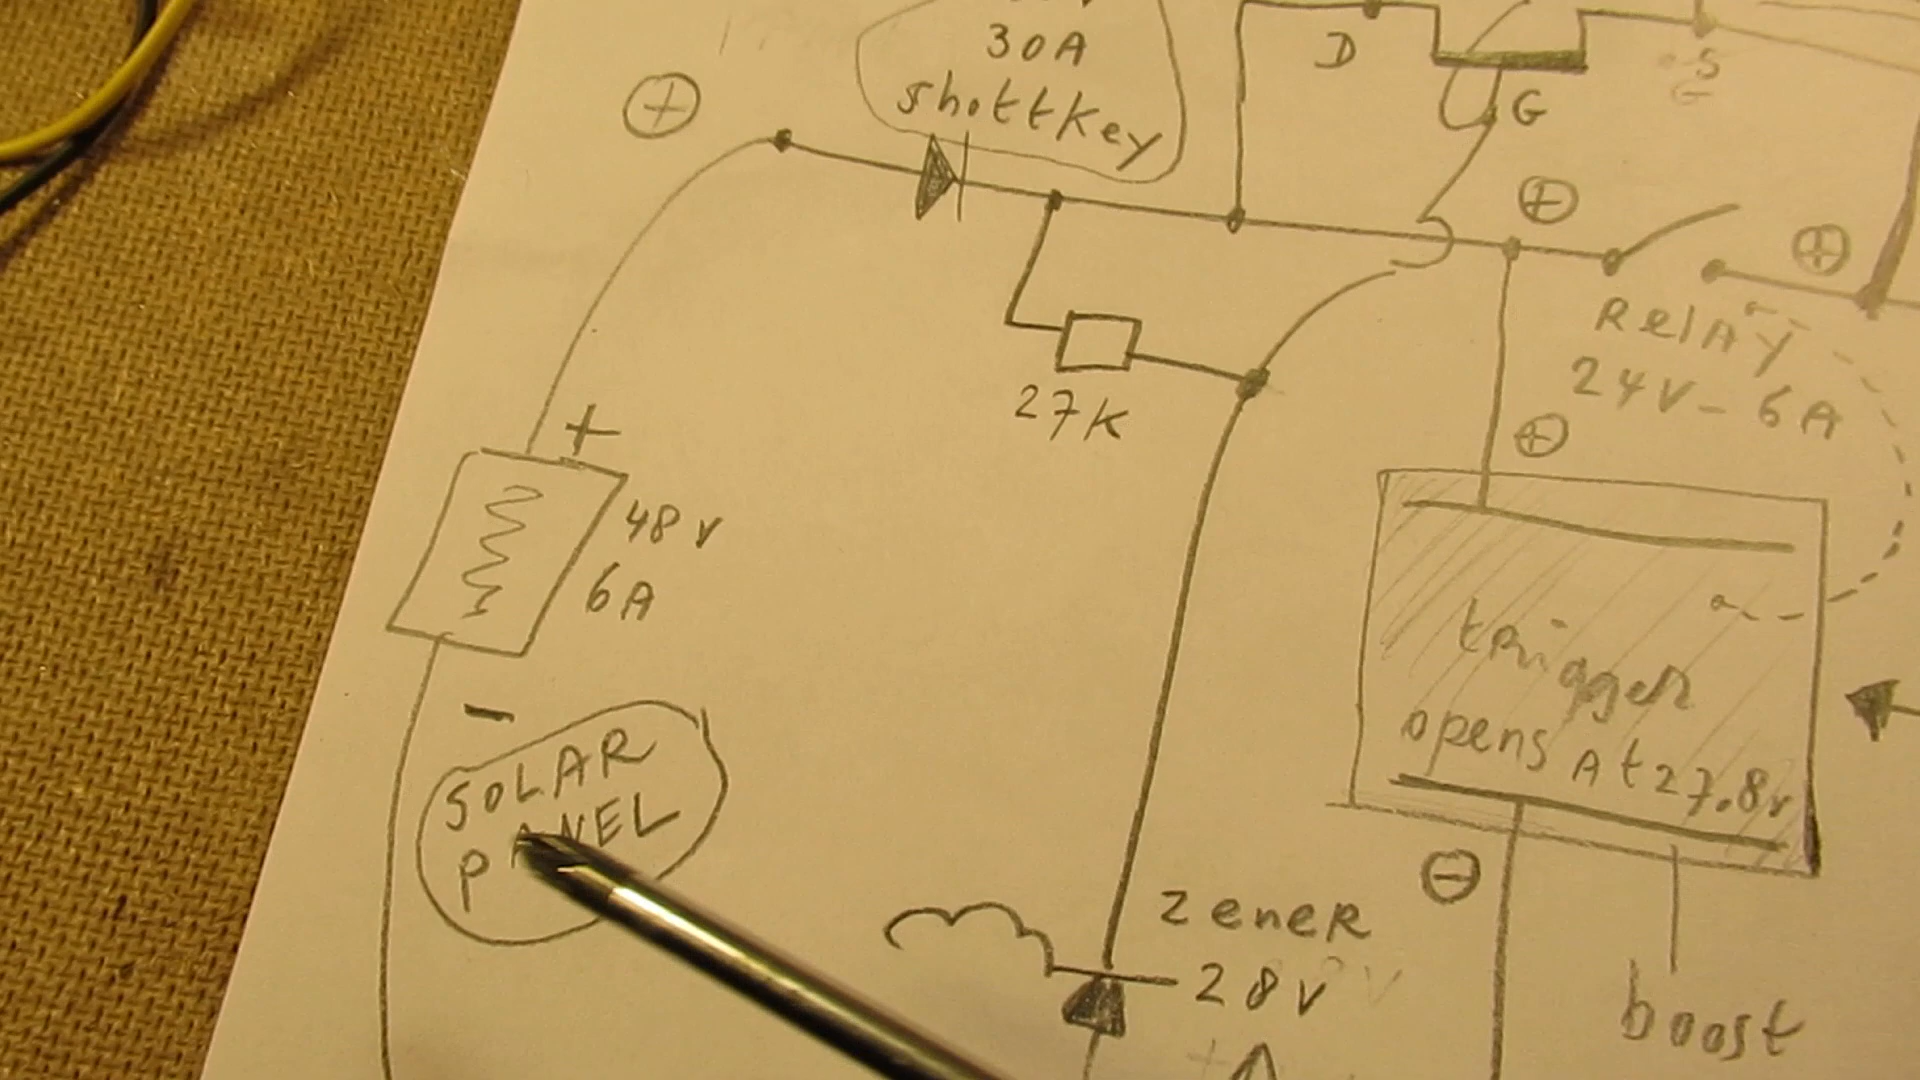 30A
shottkey
+
D
S
G
G
+
+
Relay
24V - 6A
+
27K
+
48v
6A
-
SOLAR
PANEL
trigger
opens At 27.8v
-
Zener
28v
boost